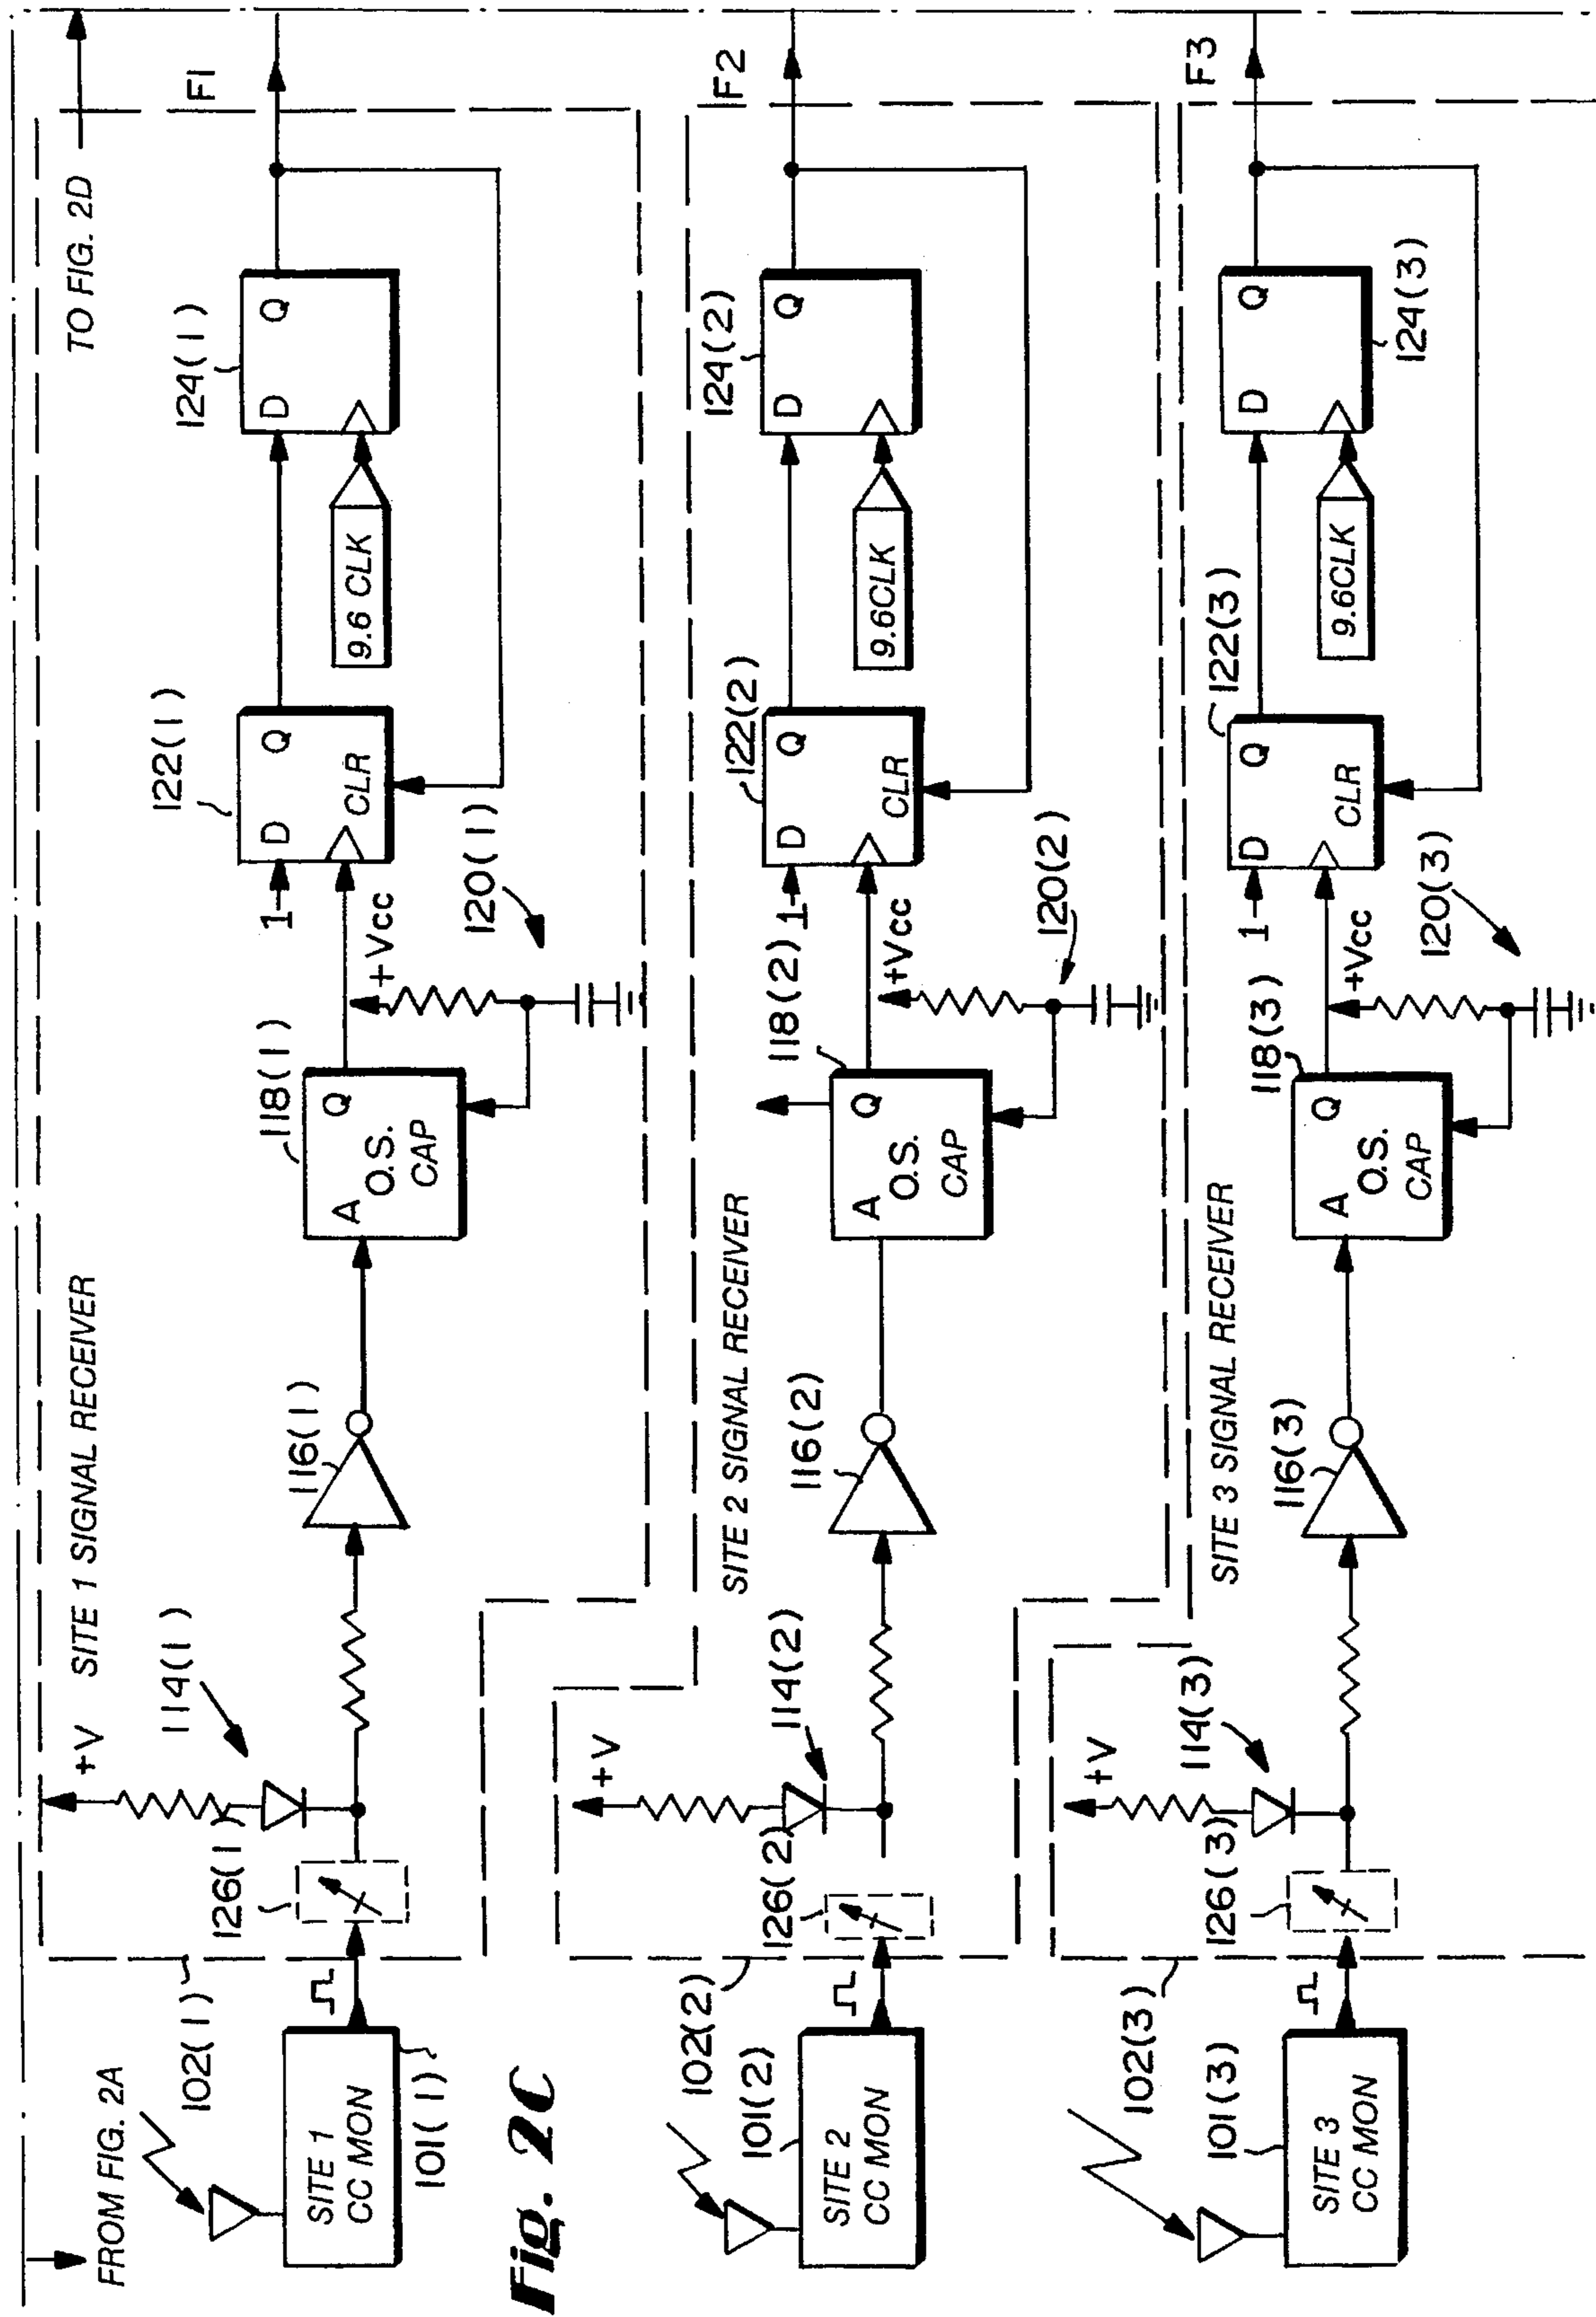 FROM FIG. 2A
TO FIG. 2D
+V
SITE 1 SIGNAL RECEIVER
102(1)
126(1)
114(1)
116(1)
118(1)
122(1)
124(1)
F1
SITE 1
CC MON
101(1)
A
Q
O.S.
CAP
+Vcc
120(1)
1
D
Q
CLR
9.6 CLK
D
Q
Fig. 2C
+V
SITE 2 SIGNAL RECEIVER
102(2)
126(2)
114(2)
116(2)
118(2)
122(2)
124(2)
F2
101(2)
SITE 2
CC MON
A
Q
O.S.
CAP
+Vcc
120(2)
1
D
Q
CLR
9.6CLK
D
Q
+V
SITE 3 SIGNAL RECEIVER
102(3)
126(3)
114(3)
116(3)
118(3)
122(3)
F3
101(3)
SITE 3
CC MON
A
Q
O.S.
CAP
+Vcc
120(3)
1
D
Q
CLR
9.6CLK
D
Q
124(3)